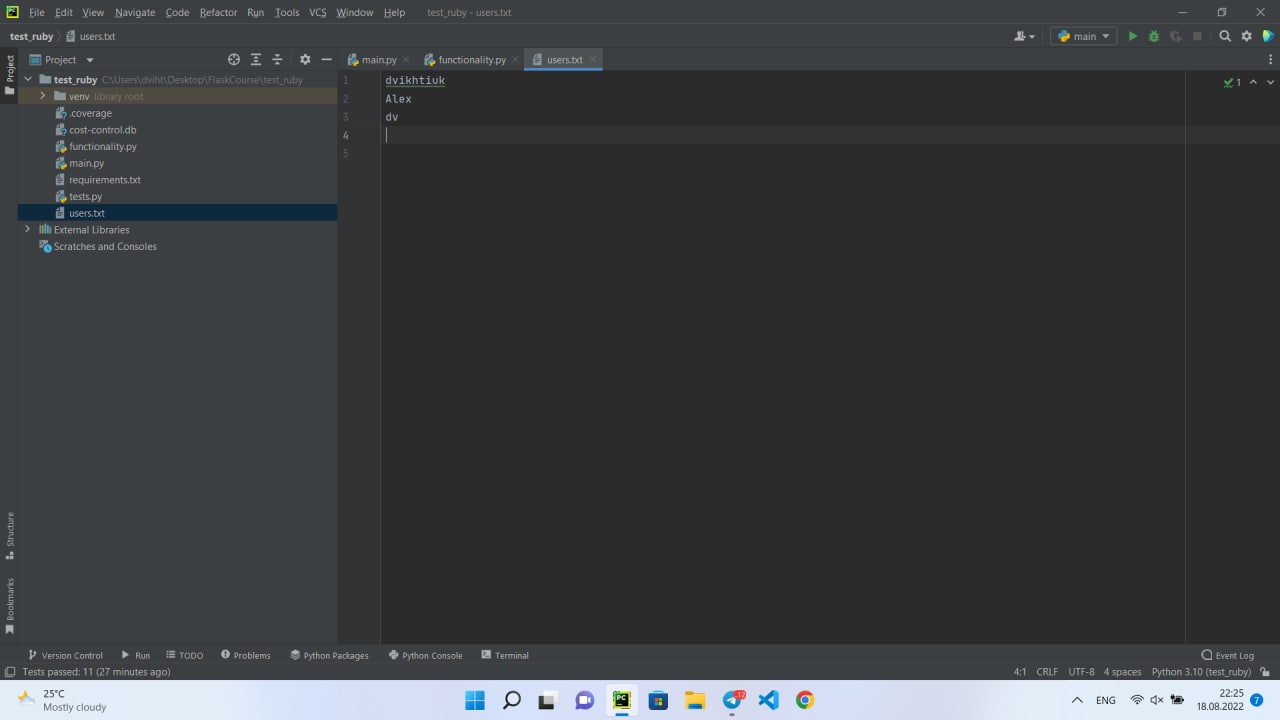 File Edit View Navigate Code Refactor Run Tools VCS Window Help test_ruby - users.txt
test_ruby users.txt main
Project
Project main.py functionality.py users.txt
test_ruby C:\Users\dviht\Desktop\FlaskCourse\test_ruby
venv library root
.coverage
cost-control.db
functionality.py
main.py
requirements.txt
tests.py
users.txt
External Libraries
Scratches and Consoles
1 dvikhtiuk
2 Alex
3 dv
4
5
1
Structure
Bookmarks
Version Control Run TODO Problems Python Packages Python Console Terminal Event Log
Tests passed: 11 (27 minutes ago) 4:1 CRLF UTF-8 4 spaces Python 3.10 (test_ruby)
25°C
Mostly cloudy
PC
12
ENG
22:25
18.08.2022
7